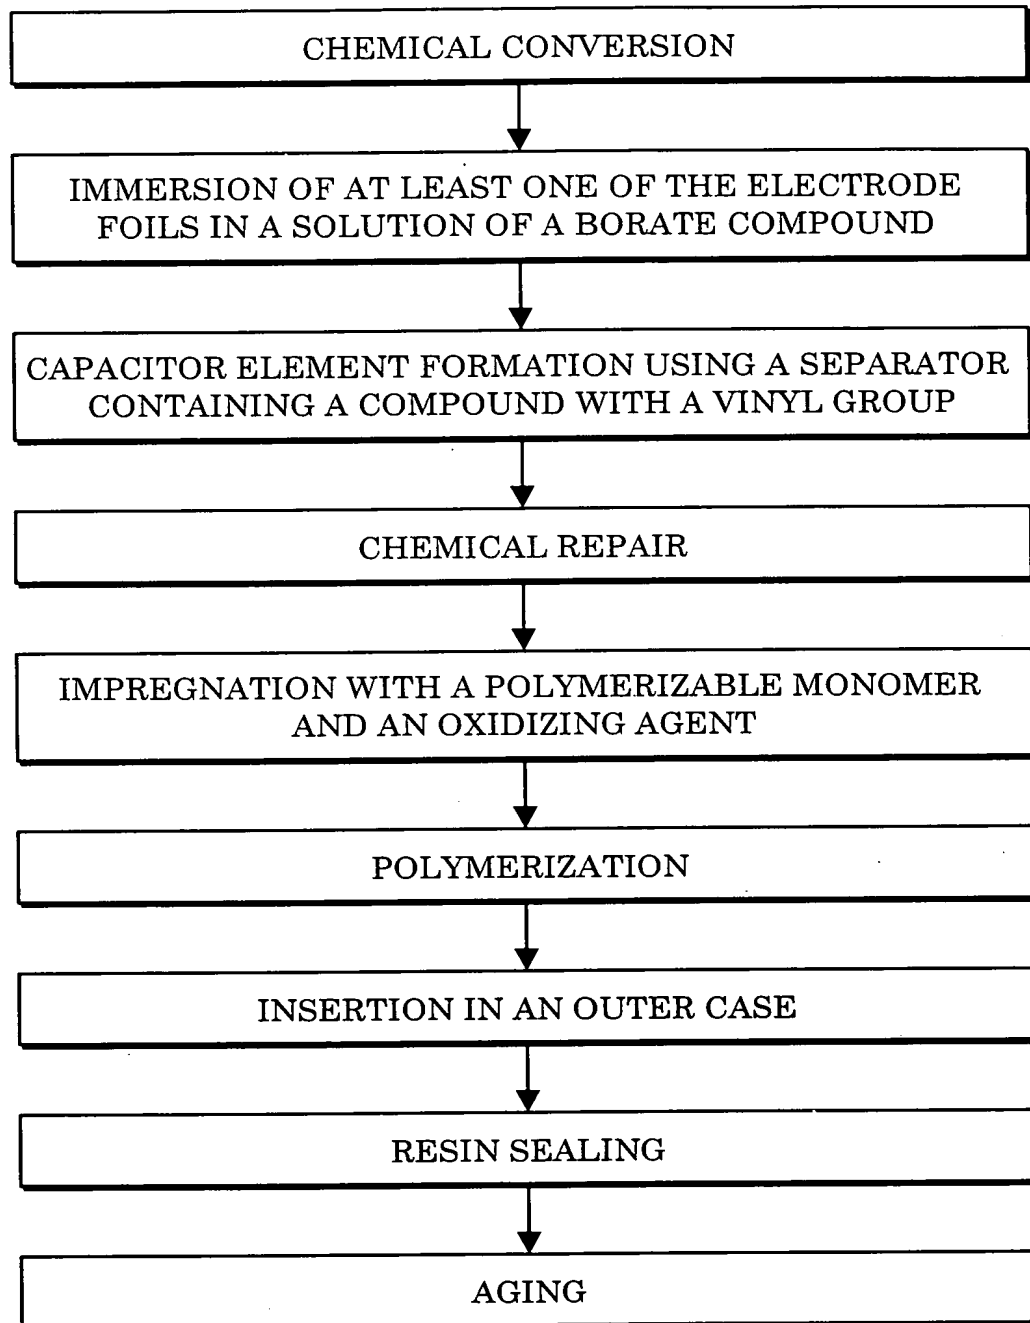 CHEMICAL CONVERSION
IMMERSION OF AT LEAST ONE OF THE ELECTRODE
FOILS IN A SOLUTION OF A BORATE COMPOUND
CAPACITOR ELEMENT FORMATION USING A SEPARATOR
CONTAINING A COMPOUND WITH A VINYL GROUP
CHEMICAL REPAIR
IMPREGNATION WITH A POLYMERIZABLE MONOMER
AND AN OXIDIZING AGENT
POLYMERIZATION
INSERTION IN AN OUTER CASE
RESIN SEALING
AGING